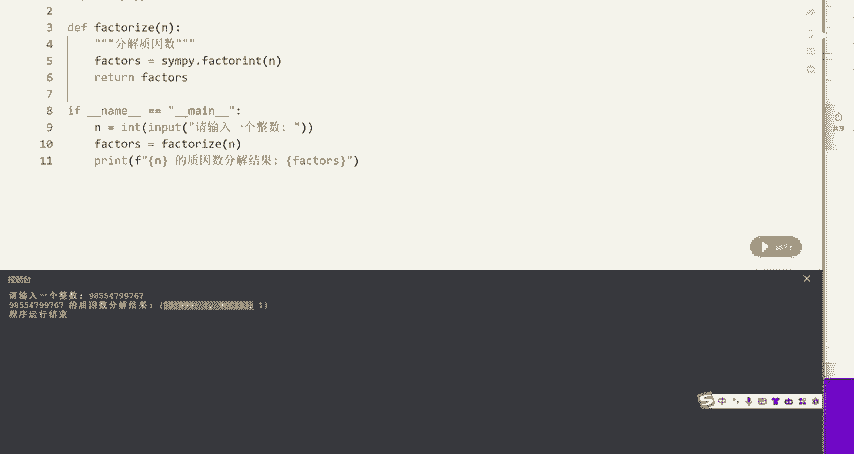 2
3 def factorize(n):
4 """分解质因数"""
5 factors = sympy.factorint(n)
6 return factors
7
8 if __name__ == "__main__":
9 n = int(input("请输入一个整数: "))
10 factors = factorize(n)
11 print(f"{n} 的质因数分解结果: {factors}")
运行
控制台
请输入一个整数: 98554799767
98554799767 的质因数分解结果: { 1}
程序运行结束
中